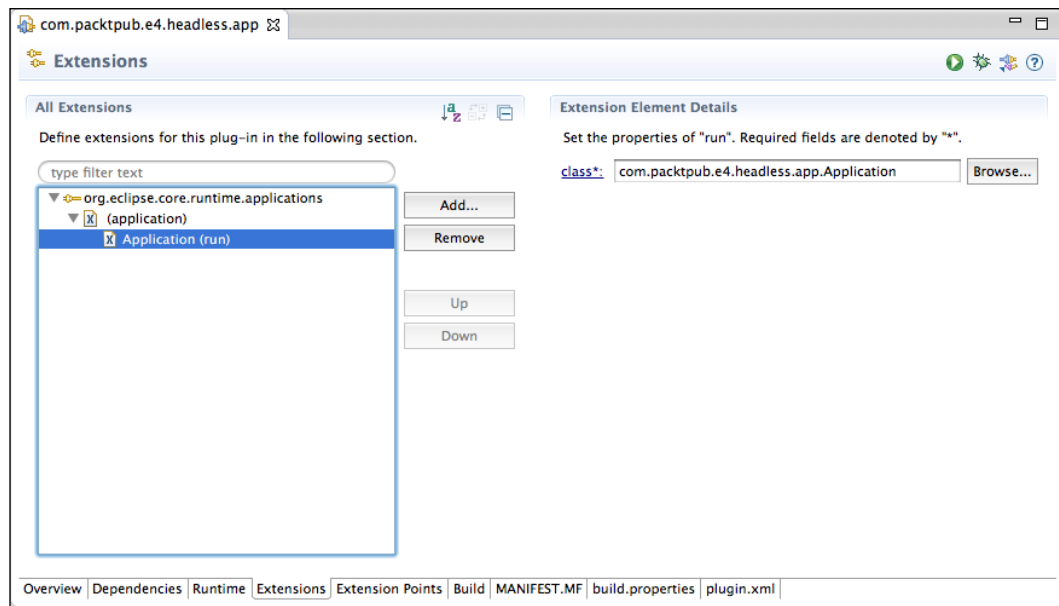 com.packtpub.e4.headless.app
Extensions
All Extensions
Define extensions for this plug-in in the following section.
type filter text
org.eclipse.core.runtime.applications
(application)
Application (run)
Add...
Remove
Up
Down
Extension Element Details
Set the properties of "run". Required fields are denoted by "*".
class*: com.packtpub.e4.headless.app.Application Browse...
Overview Dependencies Runtime Extensions Extension Points Build MANIFEST.MF build.properties plugin.xml